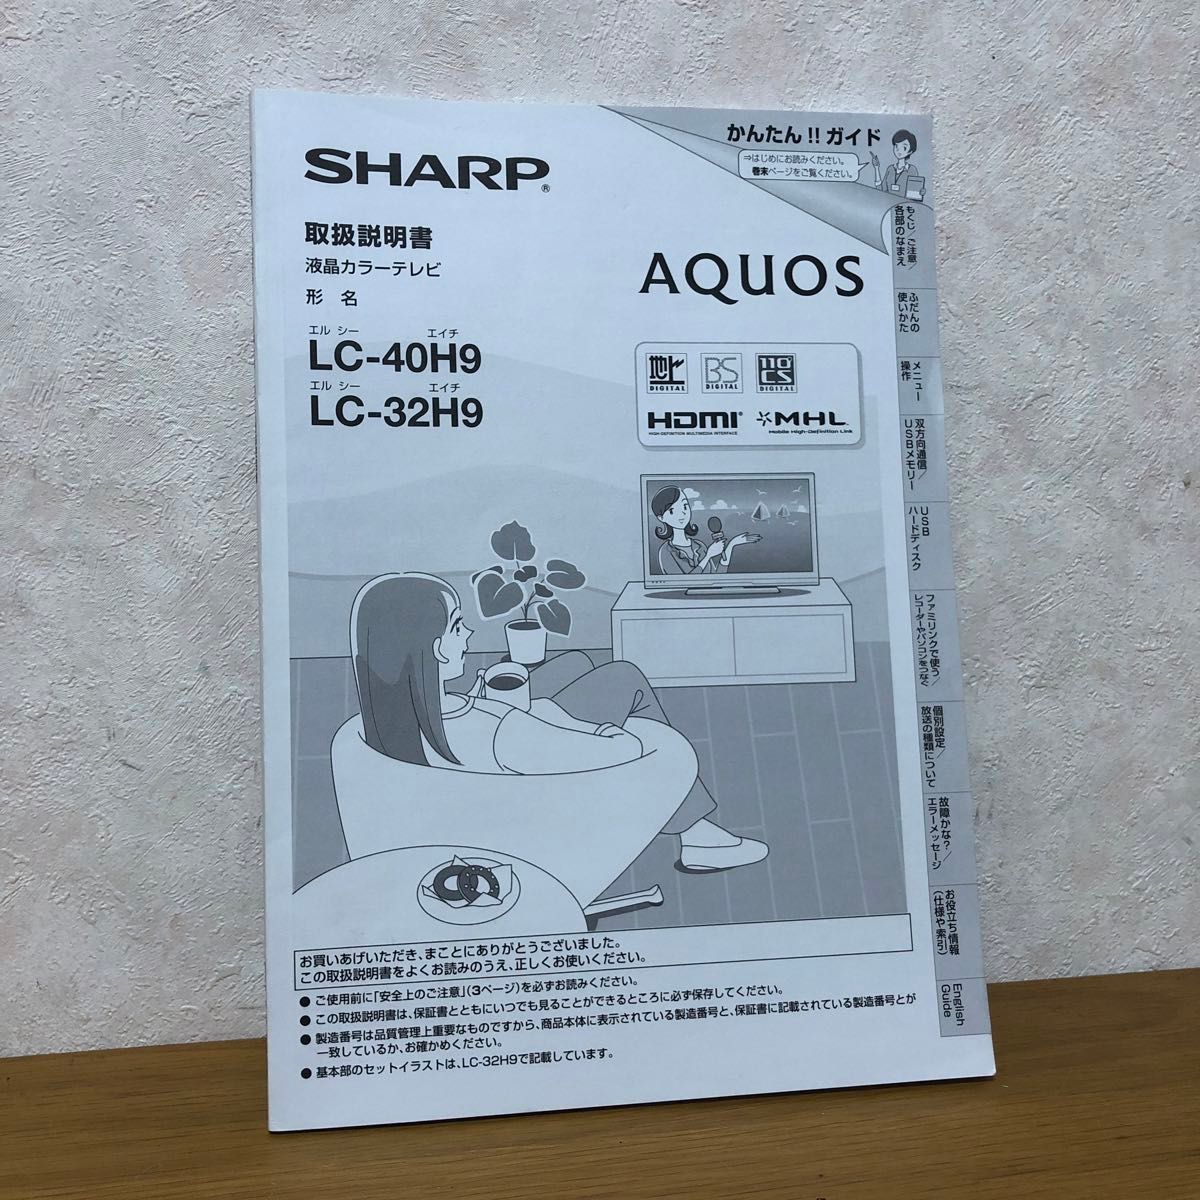 かんたん!! ガイド
⇒はじめにお読みください。
巻末ページをご覧ください。
SHARP®
取扱説明書
液晶カラーテレビ
形 名
エル シー エイチ
LC-40H9
エル シー エイチ
LC-32H9
AQUOS
地上 DIGITAL
BS DIGITAL
110° CS DIGITAL
HDMI®
HIGH-DEFINITION MULTIMEDIA INTERFACE
MHL
Mobile High-Definition Link
もくじ/ご注意/
各部のなまえ
ふだんの
使いかた
メニュー
操作
双方向通信/
USBメモリー
USB
ハードディスク
ファミリンクで使う/
レコーダーやパソコンをつなぐ
個別設定/
放送の種類について
故障かな?/
エラーメッセージ
お役立ち情報
(仕様や索引)
English
Guide
お買いあげいただき、まことにありがとうございました。
この取扱説明書をよくお読みのうえ、正しくお使いください。
● ご使用前に「安全上のご注意」(3ページ)を必ずお読みください。
● この取扱説明書は、保証書とともにいつでも見ることができるところに必ず保存してください。
● 製造番号は品質管理上重要なものですから、商品本体に表示されている製造番号と、保証書に記載されている製造番号とが
一致しているか、お確かめください。
● 基本部のセットイラストは、LC-32H9で記載しています。